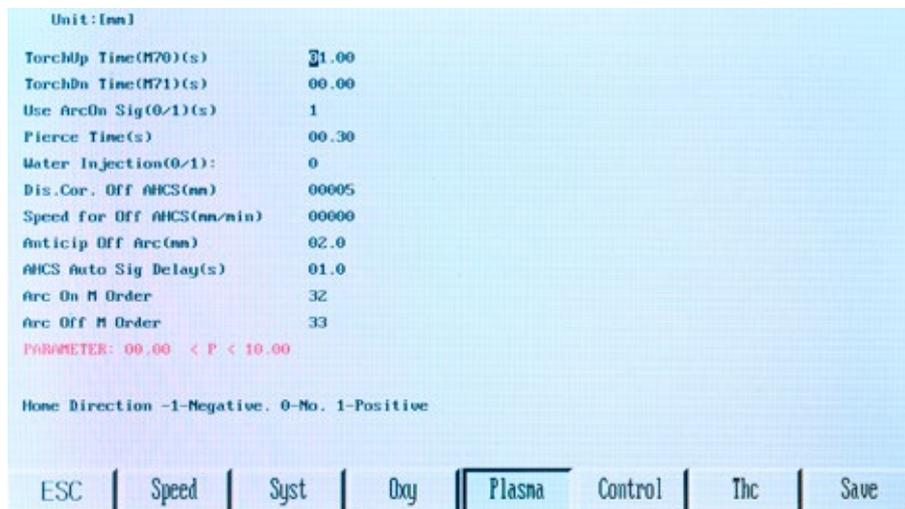 Unit:[mm]
TorchUp Time(M70)(s) 01.00
TorchDn Time(M71)(s) 00.00
Use ArcOn Sig(0/1)(s) 1
Pierce Time(s) 00.30
Water Injection(0/1): 0
Dis.Cor. Off AHCS(mm) 00005
Speed for Off AHCS(mm/min) 00000
Anticip Off Arc(mm) 02.0
AHCS Auto Sig Delay(s) 01.0
Arc On M Order 32
Arc Off M Order 33
PARAMETER: 00.00 < P < 10.00
Home Direction -1-Negative. 0-No. 1-Positive
ESC Speed Syst Oxy Plasma Control Thc Save